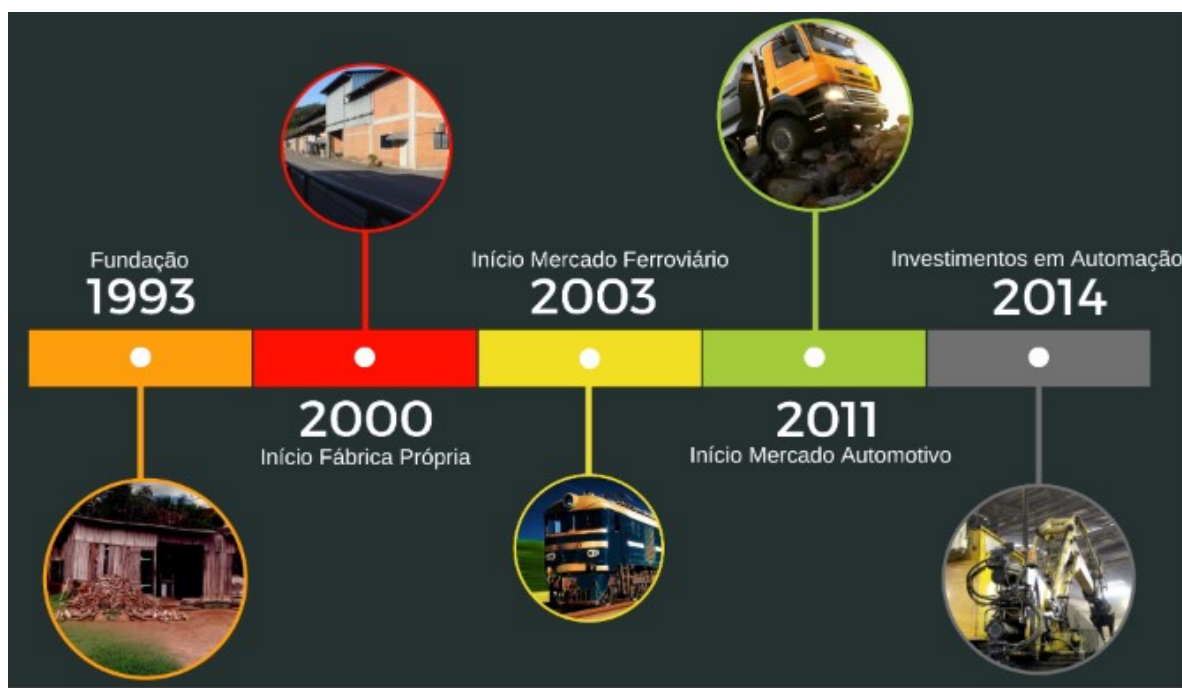 Fundação
1993
2000
Início Fábrica Própria
Início Mercado Ferroviário
2003
2011
Início Mercado Automotivo
Investimentos em Automação
2014